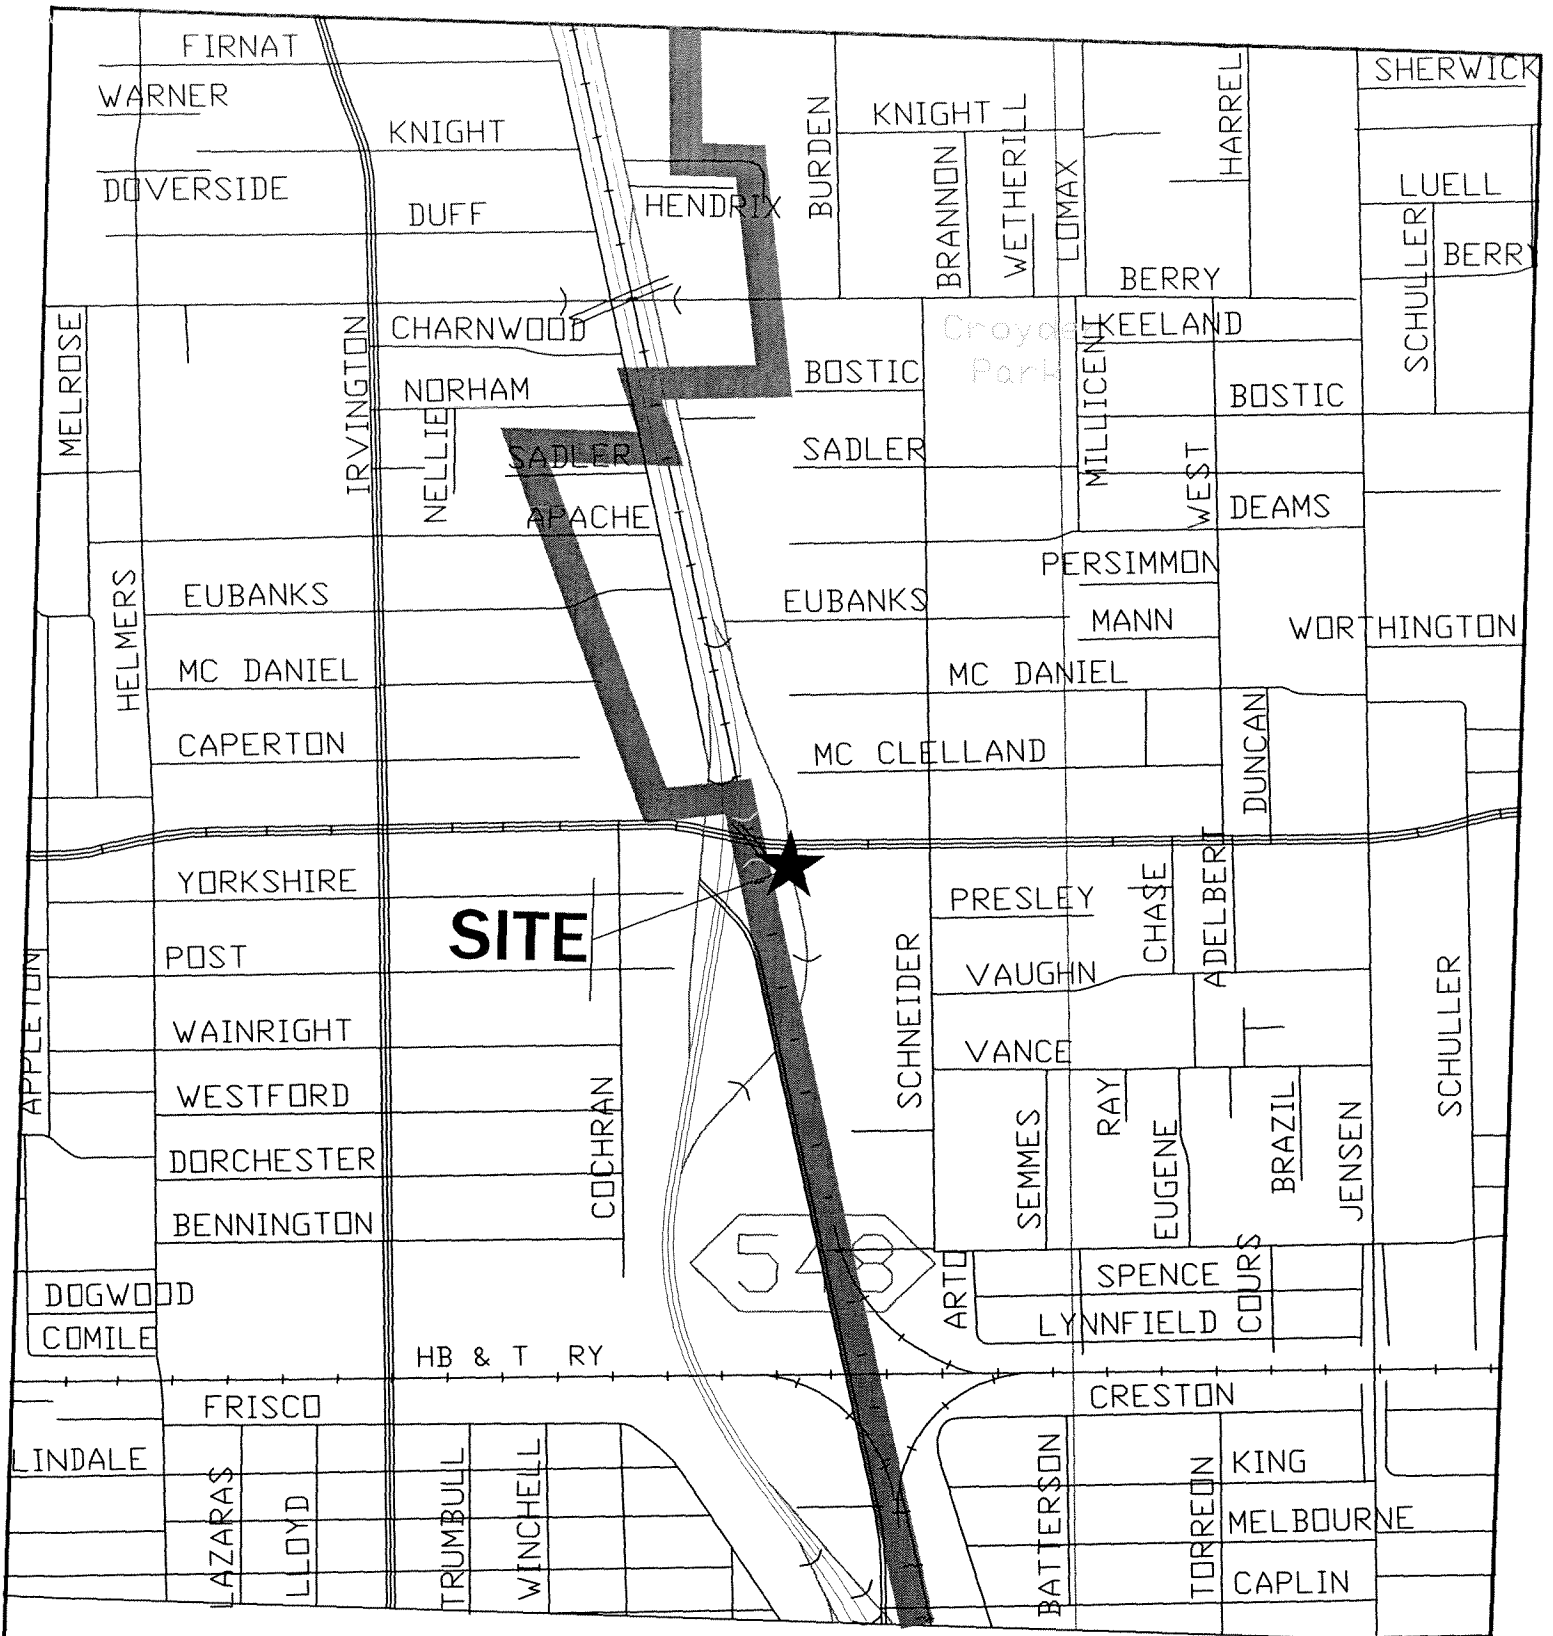 FIRNAT
SHERWICK
WARNER
KNIGHT
KNIGHT
BURDEN
BRANNON
WETHERILL
LOMAX
HARREL
DOVERSIDE
DUFF
HENDRIX
LUELL
SCHULLER
BERRY
BERRY
MELROSE
IRVINGTON
CHARNWOOD
Park
KEELAND
MILLICENT
NORHAM
BOSTIC
BOSTIC
NELLIE
SADLER
SADLER
WEST
APACHE
DEAMS
HELMERS
EUBANKS
EUBANKS
PERSIMMON
MANN
WORTHINGTON
MC DANIEL
MC DANIEL
CAPERTON
MC CLELLAND
DUNCAN
YORKSHIRE
SITE
PRESLEY
CHASE
ADELBERT
POST
APPLETON
VAUGHN
SCHNEIDER
SCHULLER
WAINRIGHT
VANCE
WESTFORD
COCHRAN
RAY
SEMMES
EUGENE
BRAZIL
JENSEN
DORCHESTER
BENNINGTON
548
DOGWOOD
ARTO
SPENCE
COURS
COMILE
LYNNFIELD
HB & T RY
FRISCO
CRESTON
LINDALE
LAZARAS
LLOYD
TRUMBULL
WINCHELL
BATTERSON
TORREON
KING
MELBOURNE
CAPLIN